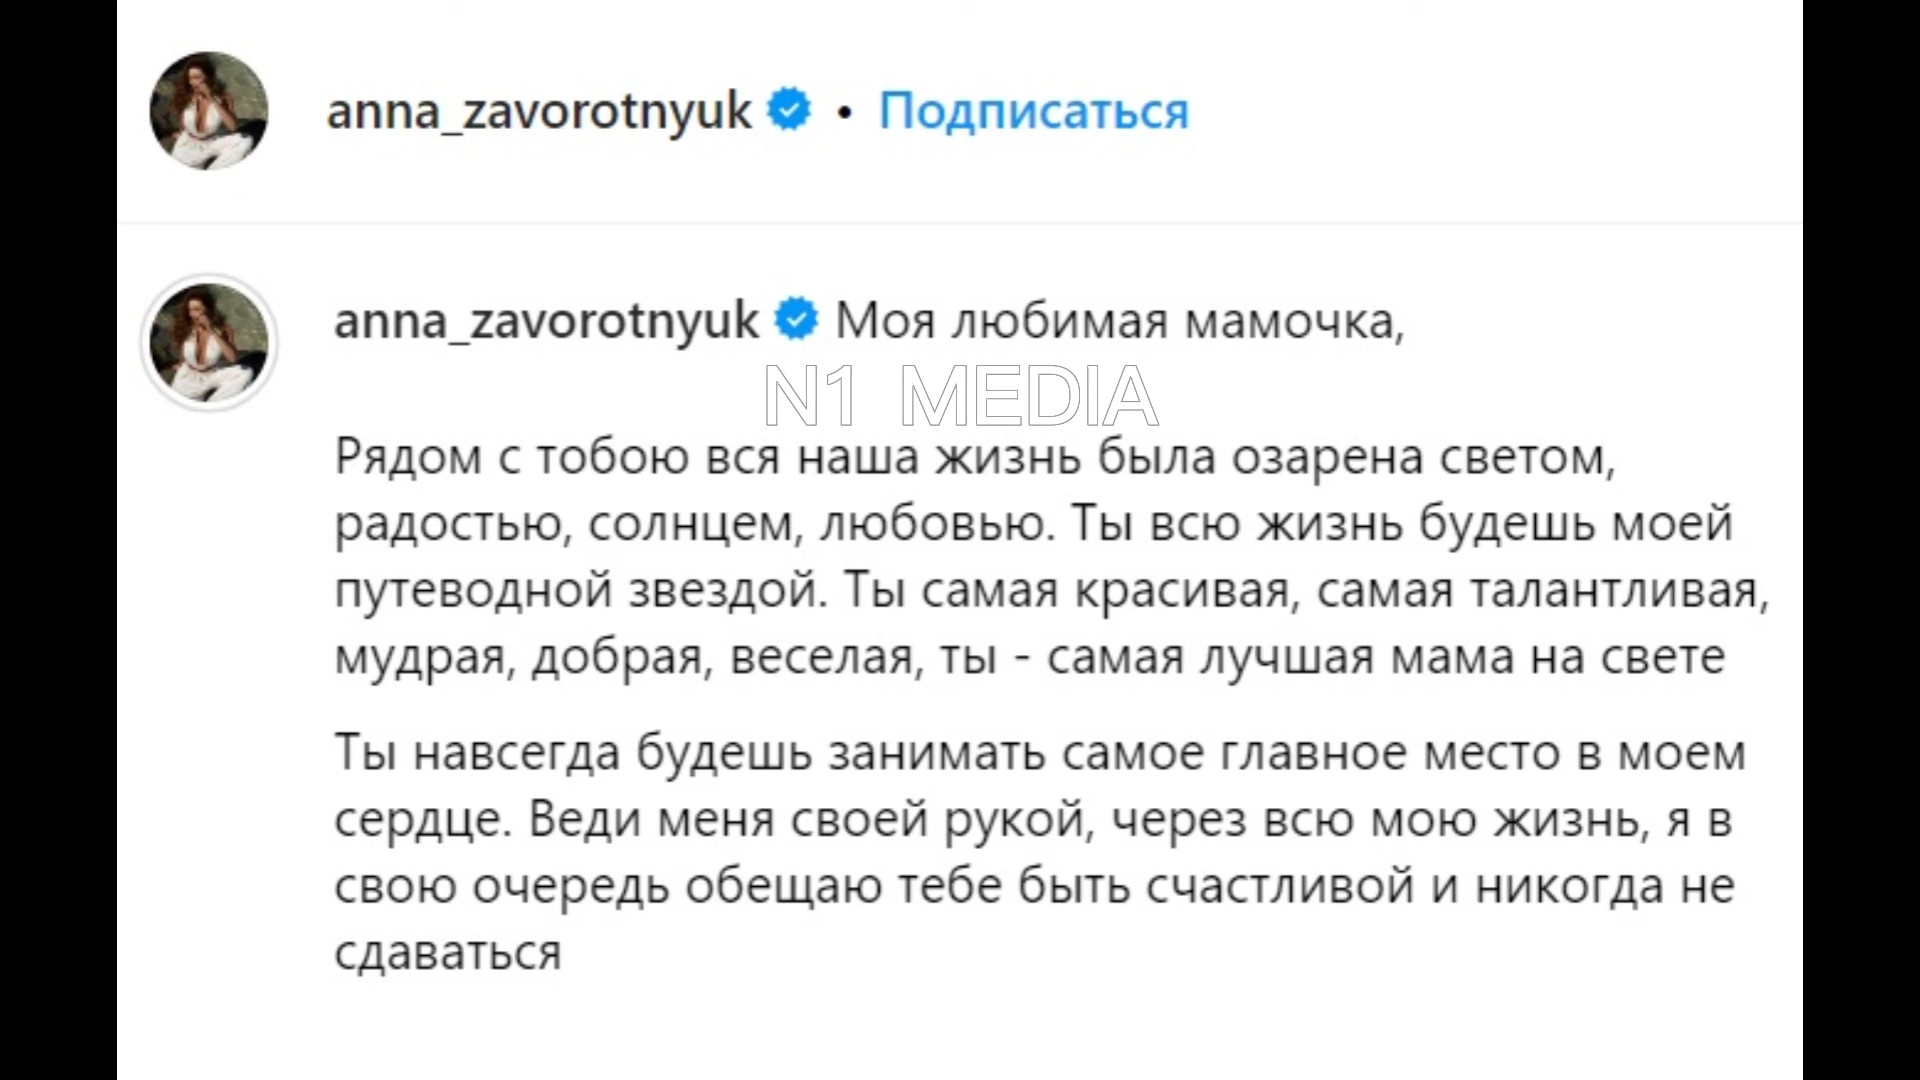 anna_zavorotnyuk • Подписаться
anna_zavorotnyuk Моя любимая мамочка,
N1 MEDIA
Рядом с тобою вся наша жизнь была озарена светом,
радостью, солнцем, любовью. Ты всю жизнь будешь моей
путеводной звездой. Ты самая красивая, самая талантливая,
мудрая, добрая, веселая, ты - самая лучшая мама на свете
Ты навсегда будешь занимать самое главное место в моем
сердце. Веди меня своей рукой, через всю мою жизнь, я в
свою очередь обещаю тебе быть счастливой и никогда не
сдаваться